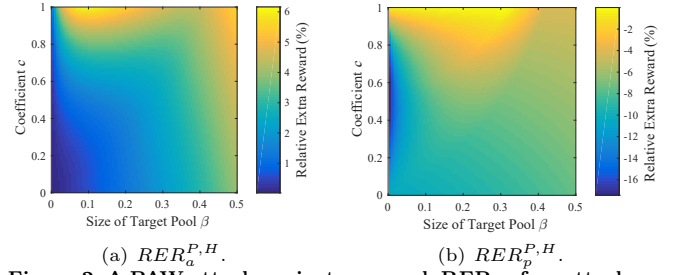 1
0.8
0.6
0.4
0.2
0
Coefficient c
0 0.1 0.2 0.3 0.4 0.5
Size of Target Pool β
6
5
4
3
2
1
Relative Extra Reward (%)
(a) RER_a^{P,H}.
1
0.8
0.6
0.4
0.2
0
Coefficient c
0 0.1 0.2 0.3 0.4 0.5
Size of Target Pool β
-2
-4
-6
-8
-10
-12
-14
-16
Relative Extra Reward (%)
(b) RER_p^{P,H}.